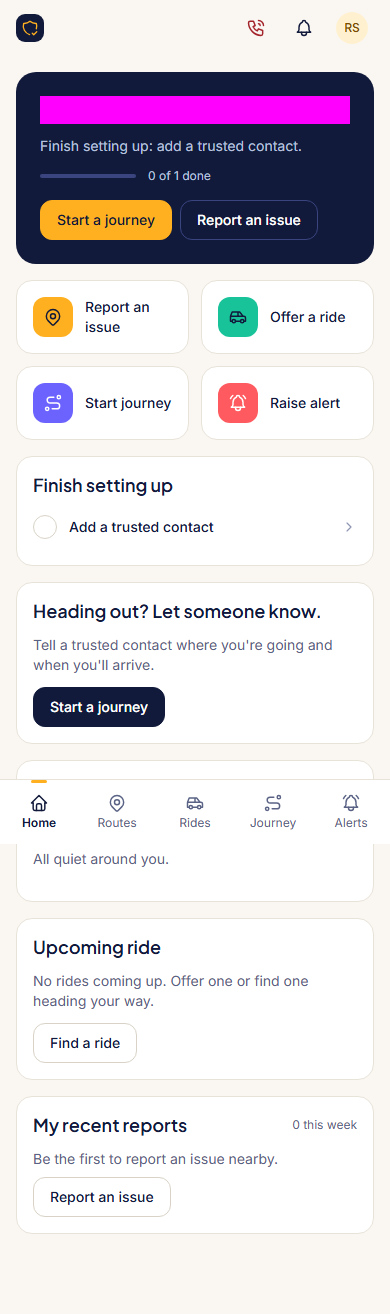 RS
Finish setting up: add a trusted contact.
0 of 1 done
Start a journey
Report an issue
Report an
issue
Offer a ride
Start journey
Raise alert
Finish setting up
Add a trusted contact
Heading out? Let someone know.
Tell a trusted contact where you're going and
when you'll arrive.
Start a journey
Home
Routes
Rides
Journey
Alerts
All quiet around you.
Upcoming ride
No rides coming up. Offer one or find one
heading your way.
Find a ride
My recent reports
0 this week
Be the first to report an issue nearby.
Report an issue